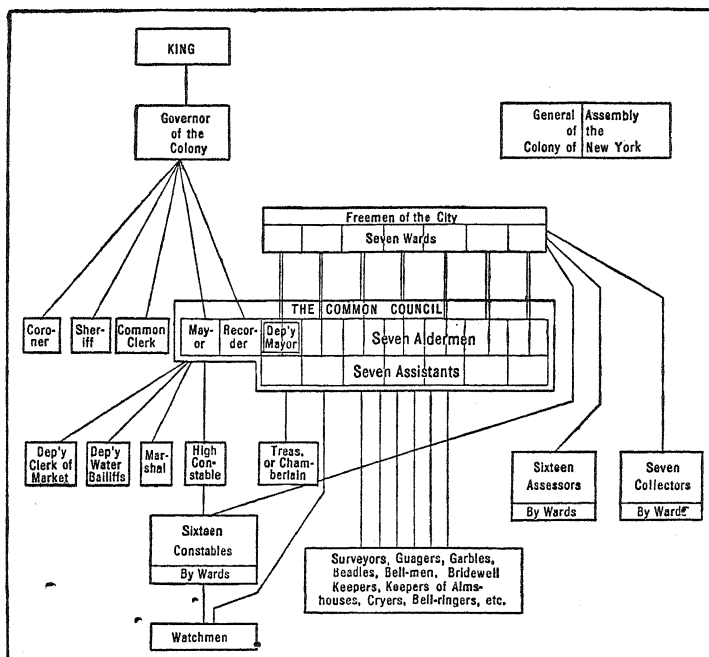 KING
Governor
of the
Colony
General Assembly
of the
Colony of New York
Freemen of the City
Seven Wards
THE COMMON COUNCIL
Coro-
ner
Sher-
iff
Common
Clerk
May-
or
Recor-
der
Dep'y
Mayor
Seven Aldermen
Seven Assistants
Dep'y
Clerk of
Market
Dep'y
Water
Bailiffs
Mar-
shal
High
Con-
stable
Treas.
or Cham-
berlain
Sixteen
Assessors
By Wards
Seven
Collectors
By Wards
Sixteen
Constables
By Wards
Surveyors, Guagers, Garbles,
Beadles, Bell-men, Bridewell
Keepers, Keepers of Alms-
houses, Cryers, Bell-ringers, etc.
Watchmen